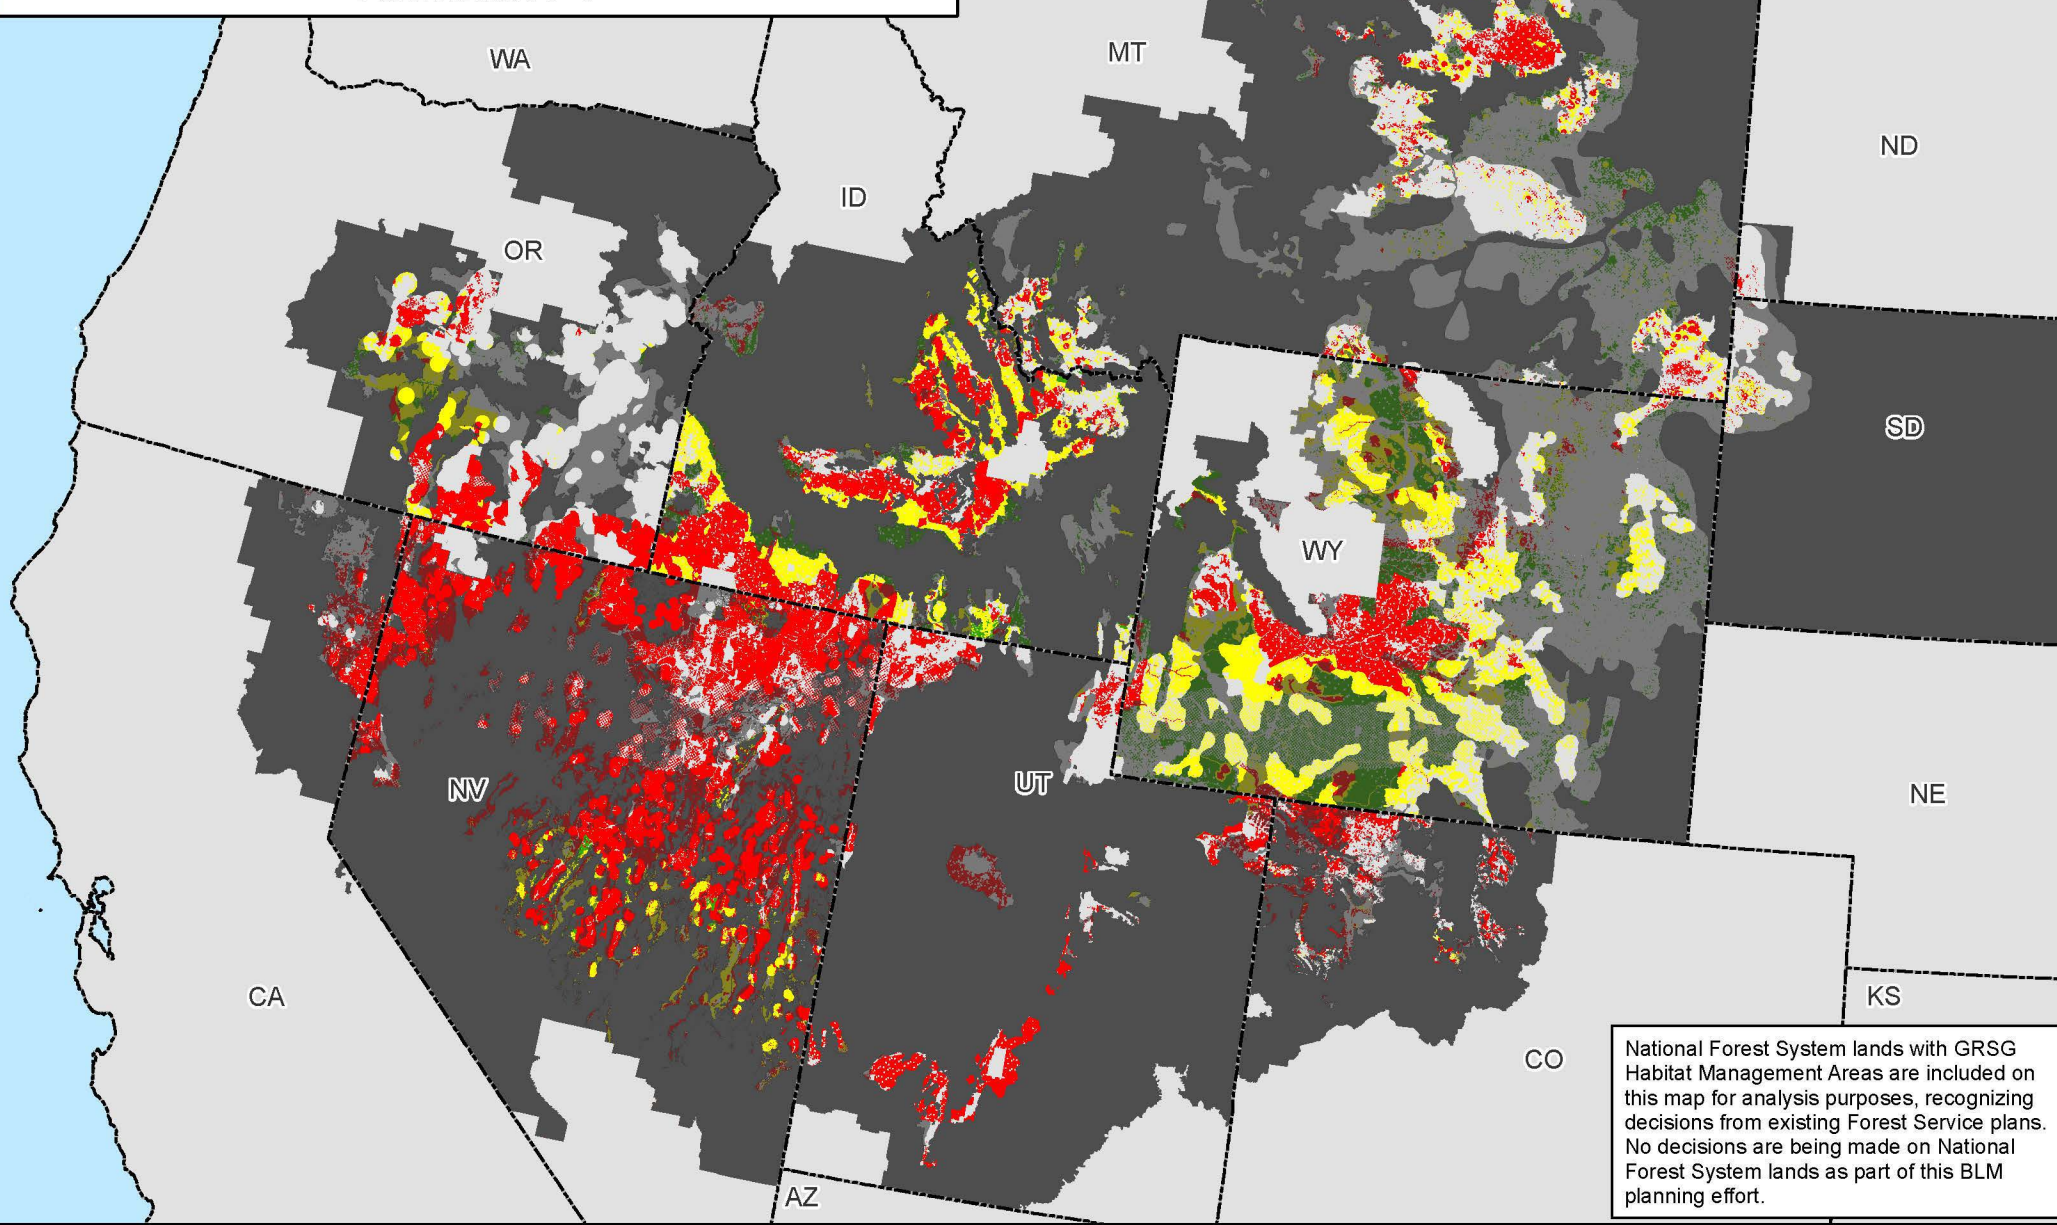 WA
MT
ND
ID
OR
SD
WY
NV
UT
NE
CA
KS
CO
AZ
National Forest System lands with GRSG
Habitat Management Areas are included on
this map for analysis purposes, recognizing
decisions from existing Forest Service plans.
No decisions are being made on National
Forest System lands as part of this BLM
planning effort.